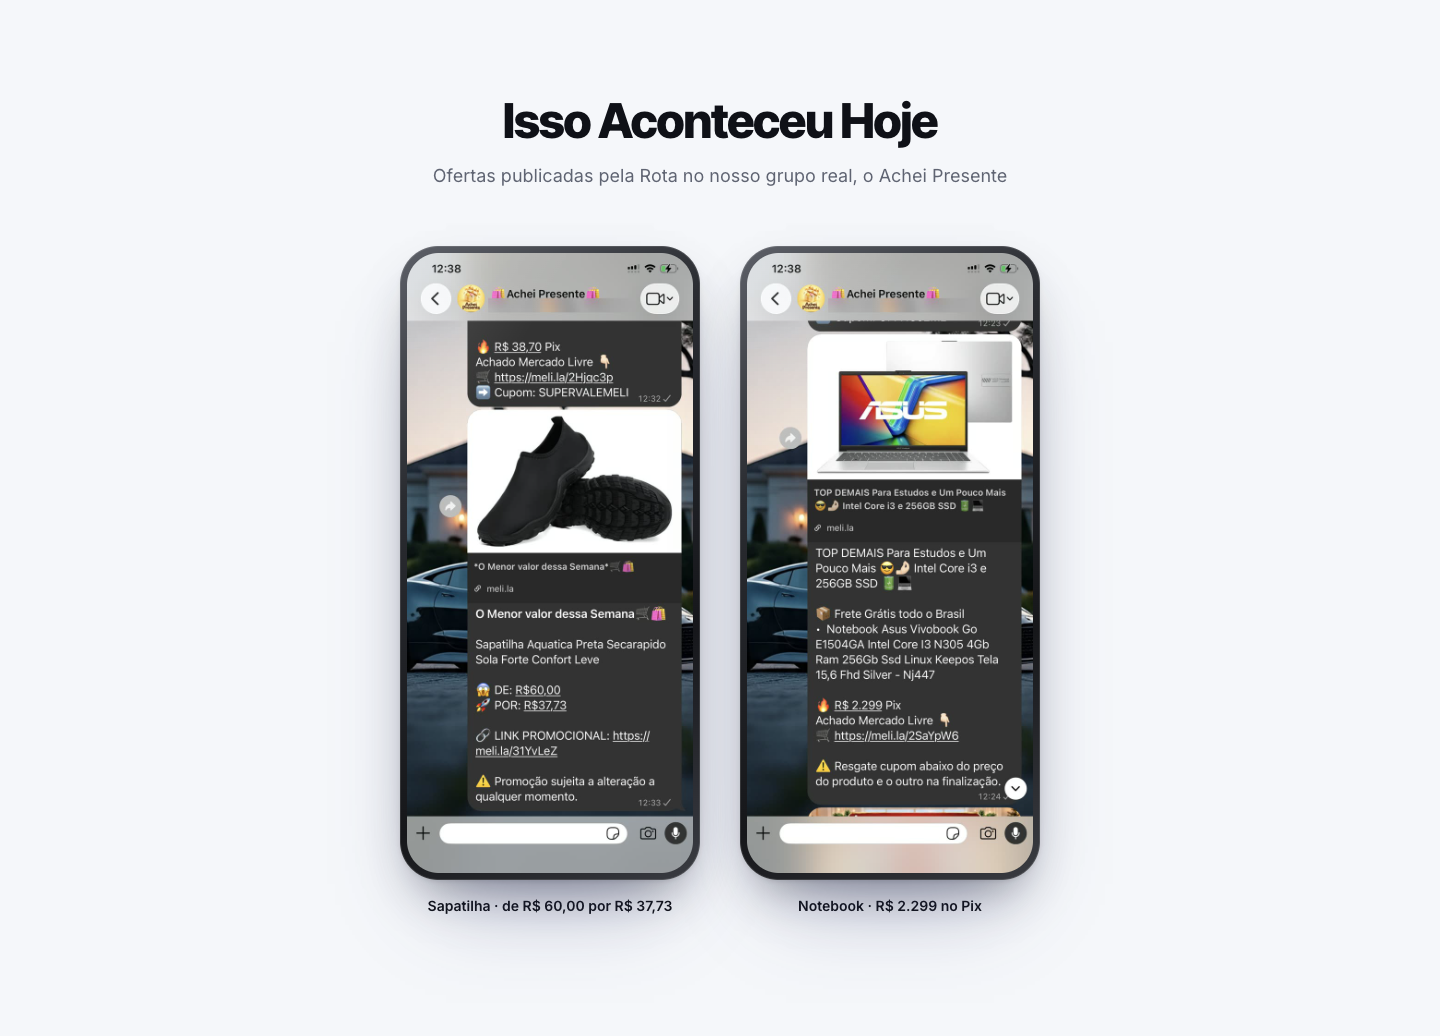 Isso Aconteceu Hoje
Ofertas publicadas pela Rota no nosso grupo real, o Achei Presente
12:38
🛍️Achei Presente🛍️
🔥 R$ 38,70 Pix
Achado Mercado Livre 👇🏻
🛒 https://meli.la/2Hjqc3p
➡️ Cupom: SUPERVALEMELI
12:32
*O Menor valor dessa Semana*🛒🛍️
meli.la
O Menor valor dessa Semana🛒🛍️
Sapatilha Aquatica Preta Secarapido
Sola Forte Confort Leve
😱 DE: R$60,00
🚀 POR: R$37,73
🔗 LINK PROMOCIONAL: https://
meli.la/31YvLeZ
⚠️ Promoção sujeita a alteração a
qualquer momento.
12:33
Sapatilha · de R$ 60,00 por R$ 37,73
12:38
🛍️Achei Presente🛍️
12:23
ASUS
TOP DEMAIS Para Estudos e Um Pouco Mais
😎🤌🏻 Intel Core i3 e 256GB SSD 🔋💻
meli.la
TOP DEMAIS Para Estudos e Um
Pouco Mais 😎🤌🏻 Intel Core i3 e
256GB SSD 🔋💻
📦 Frete Grátis todo o Brasil
• Notebook Asus Vivobook Go
E1504GA Intel Core I3 N305 4Gb
Ram 256Gb Ssd Linux Keepos Tela
15,6 Fhd Silver - Nj447
🔥 R$ 2.299 Pix
Achado Mercado Livre 👇🏻
🛒 https://meli.la/2SaYpW6
⚠️ Resgate cupom abaixo do preço
do produto e o outro na finalização.
12:24
Notebook · R$ 2.299 no Pix